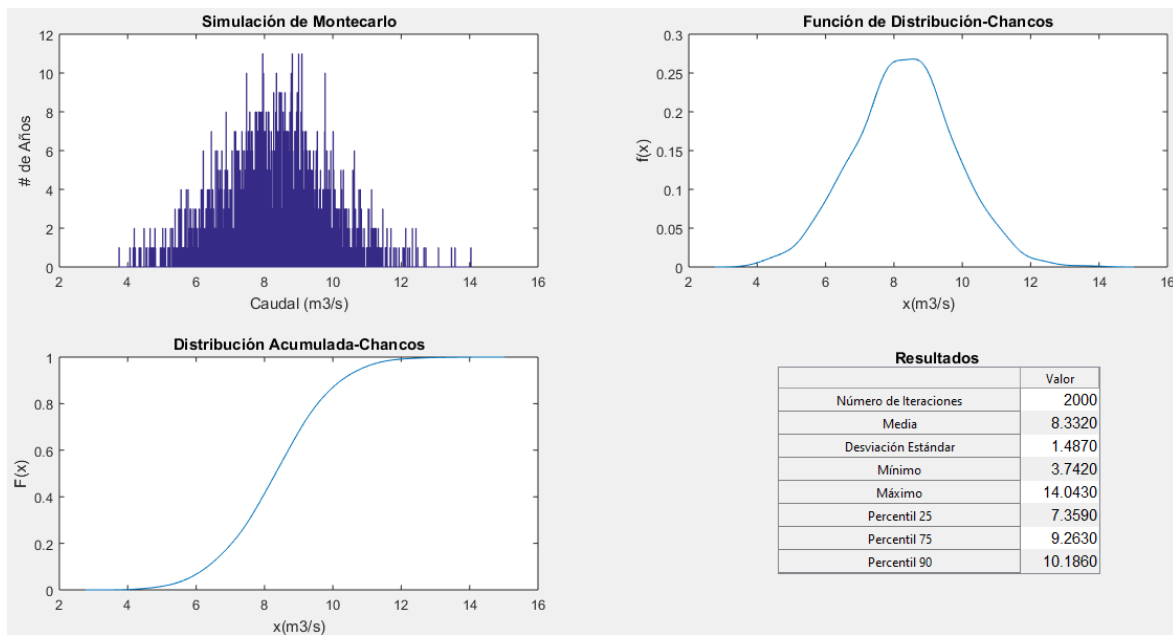 Simulación de Montecarlo
12
10
8
6
4
2
0
# de Años
2 4 6 8 10 12 14 16
Caudal (m3/s)
Función de Distribución-Chancos
0.3
0.25
0.2
0.15
0.1
0.05
0
f(x)
2 4 6 8 10 12 14 16
x(m3/s)
Distribución Acumulada-Chancos
1
0.8
0.6
0.4
0.2
0
F(x)
2 4 6 8 10 12 14 16
x(m3/s)
Resultados
Valor
Número de Iteraciones 2000
Media 8.3320
Desviación Estándar 1.4870
Mínimo 3.7420
Máximo 14.0430
Percentil 25 7.3590
Percentil 75 9.2630
Percentil 90 10.1860